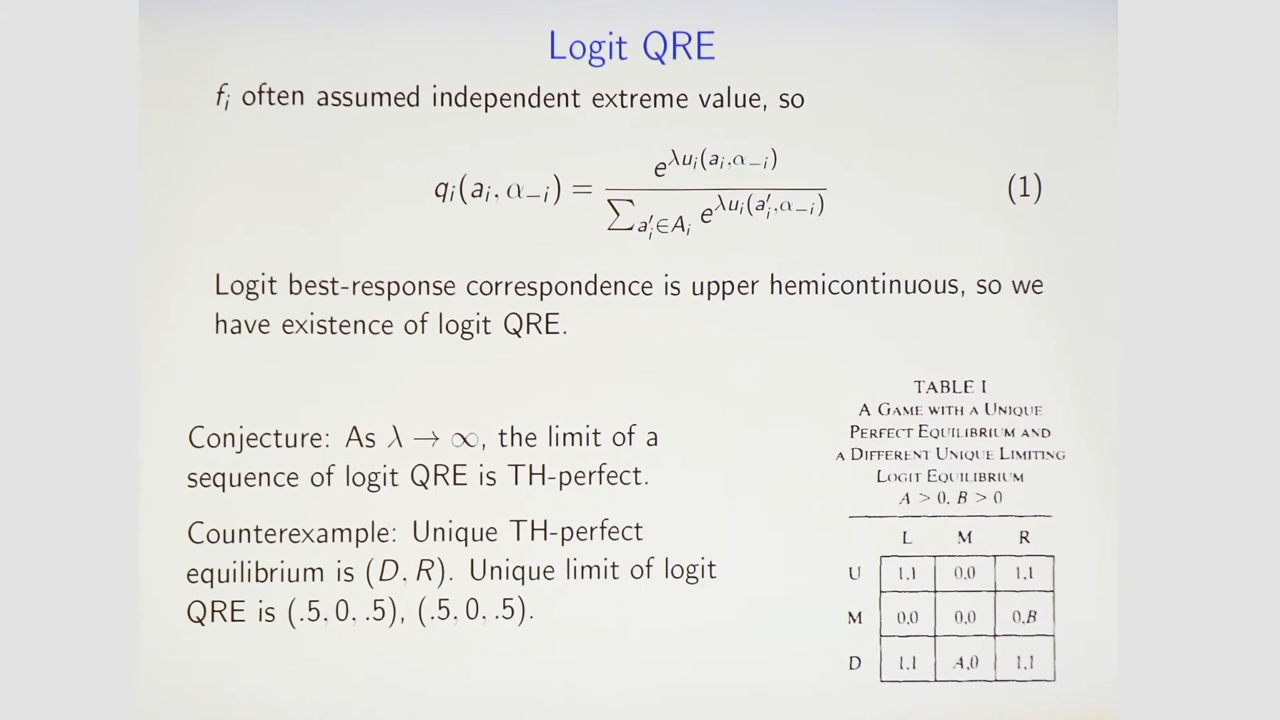 Logit QRE
f_i often assumed independent extreme value, so
q_i(a_i, α_{−i}) = e^{λu_i(a_i,α_{−i})} / ∑_{a′_i∈A_i} e^{λu_i(a′_i,α_{−i})} (1)
Logit best-response correspondence is upper hemicontinuous, so we
have existence of logit QRE.
Conjecture: As λ → ∞, the limit of a
sequence of logit QRE is TH-perfect.
Counterexample: Unique TH-perfect
equilibrium is (D, R). Unique limit of logit
QRE is (.5, 0, .5), (.5, 0, .5).
TABLE I
A GAME WITH A UNIQUE
PERFECT EQUILIBRIUM AND
A DIFFERENT UNIQUE LIMITING
LOGIT EQUILIBRIUM
A > 0, B > 0
L M R
U 1,1 0,0 1,1
M 0,0 0,0 0,B
D 1,1 A,0 1,1